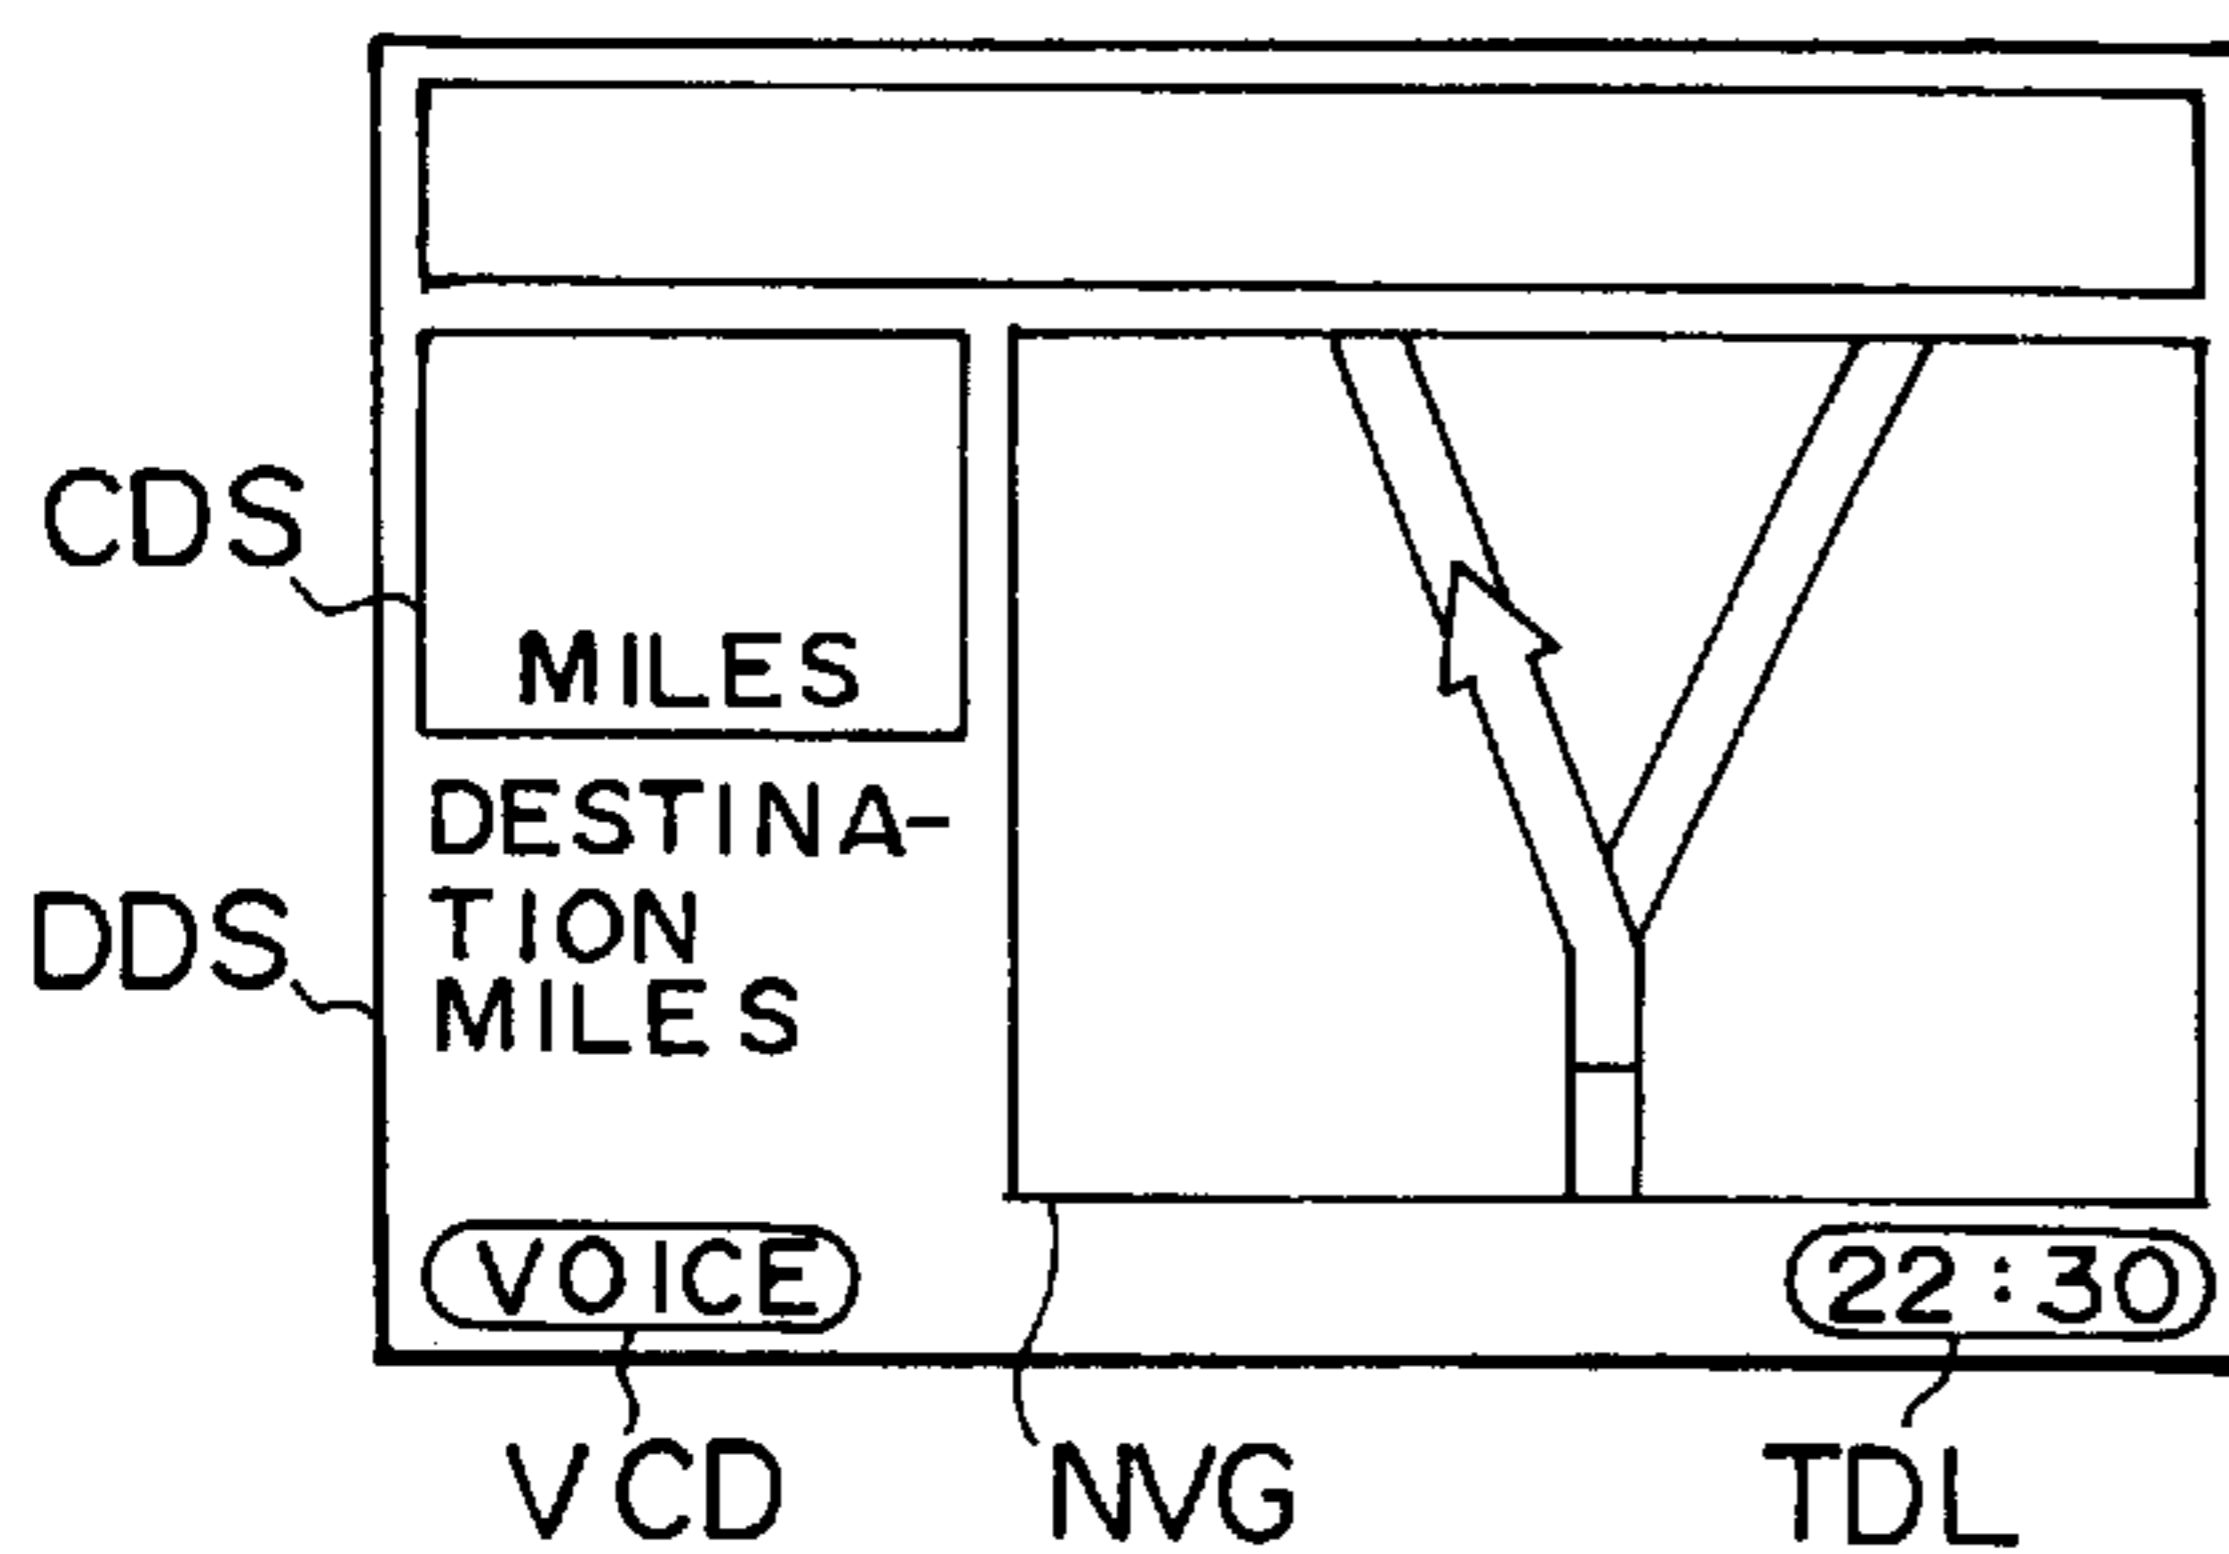 CDS
MILES
DESTINA-
TION
MILES
DDS
VOICE
22:30
VCD
NVG
TDL